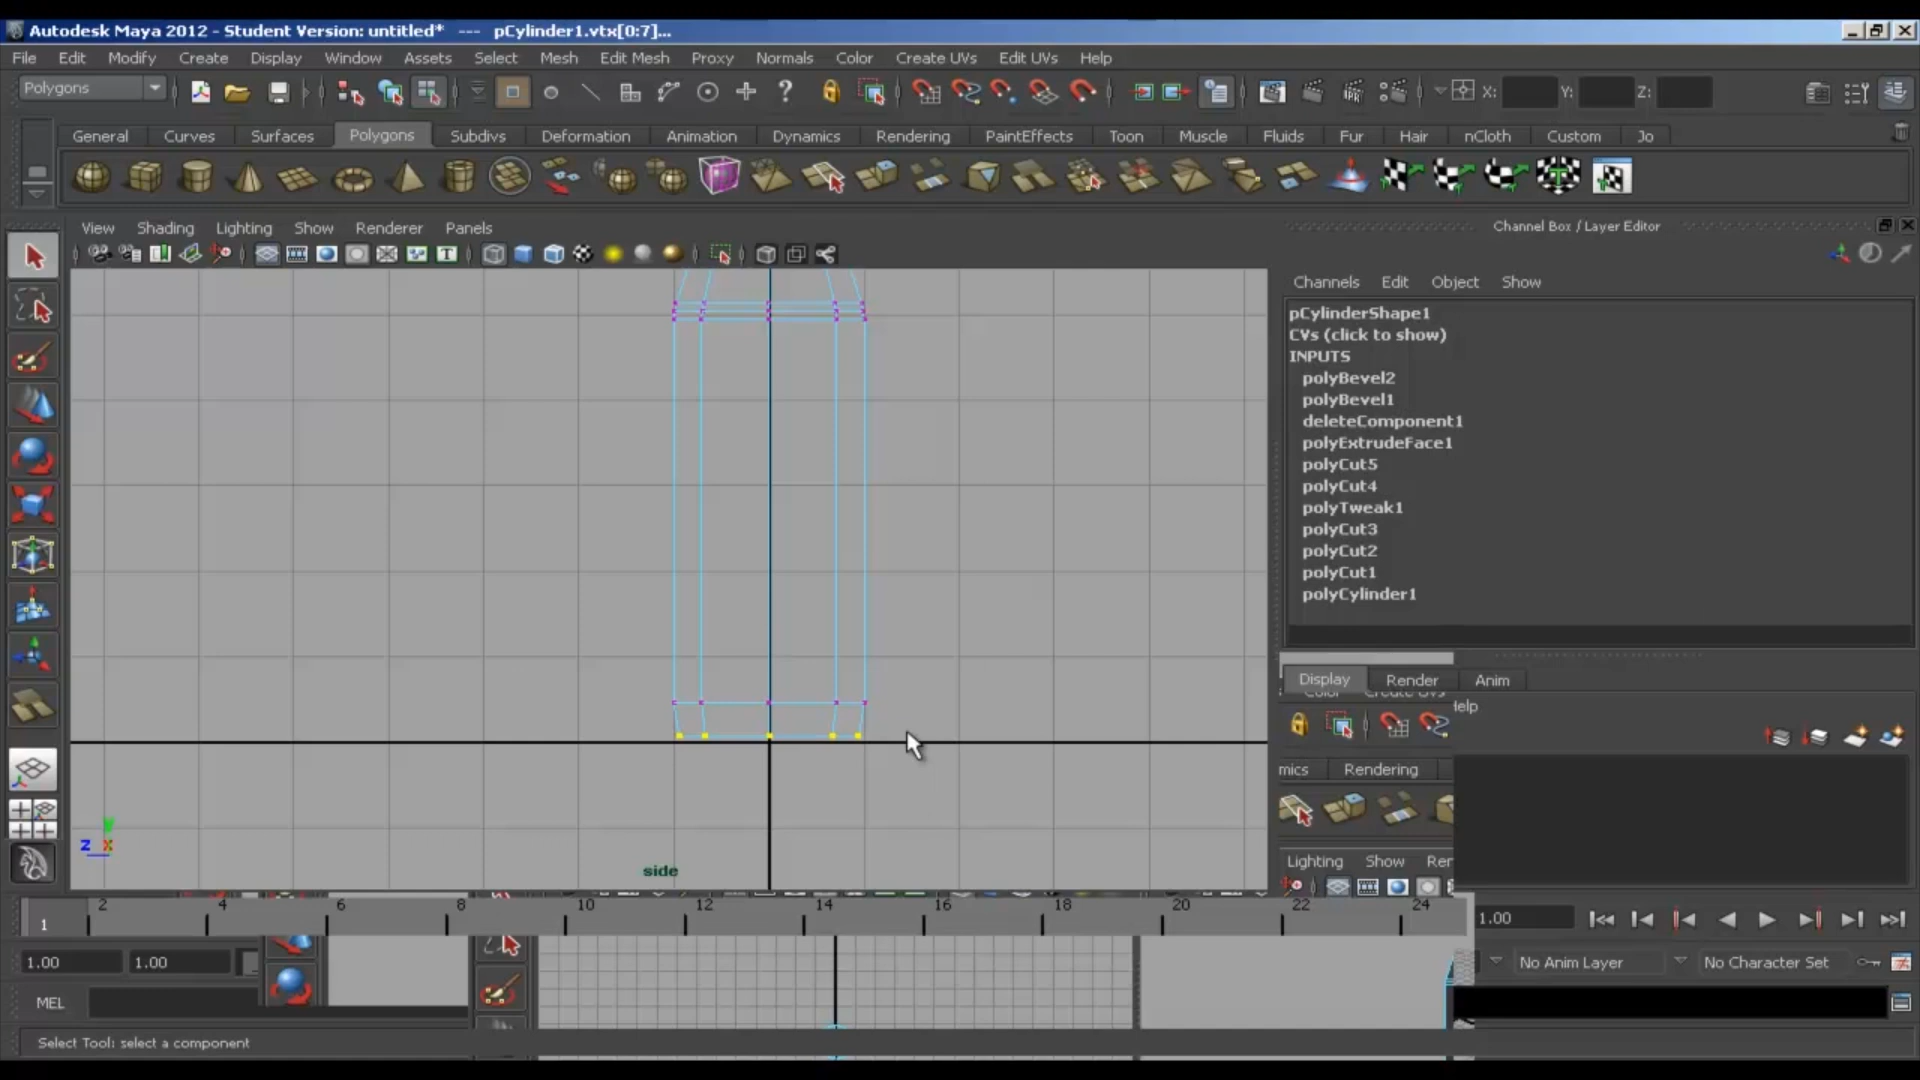 Autodesk Maya 2012 - Student Version: untitled* --- pCylinder1.vtx[0:7]...
File Edit Modify Create Display Window Assets Select Mesh Edit Mesh Proxy Normals Color Create UVs Edit UVs Help
Polygons X: Y: Z:
General Curves Surfaces Polygons Subdivs Deformation Animation Dynamics Rendering PaintEffects Toon Muscle Fluids Fur Hair nCloth Custom Jo
View Shading Lighting Show Renderer Panels
Channel Box / Layer Editor
Channels Edit Object Show
pCylinderShape1
CVs (click to show)
INPUTS
polyBevel2
polyBevel1
deleteComponent1
polyExtrudeFace1
polyCut5
polyCut4
polyTweak1
polyCut3
polyCut2
polyCut1
polyCylinder1
Display Render Anim
Help
mics Rendering
Lighting Show Ren
z x
side
1 2 4 6 8 10 12 14 16 18 20 22 24 1.00
1.00 1.00 No Anim Layer No Character Set
MEL
Select Tool: select a component